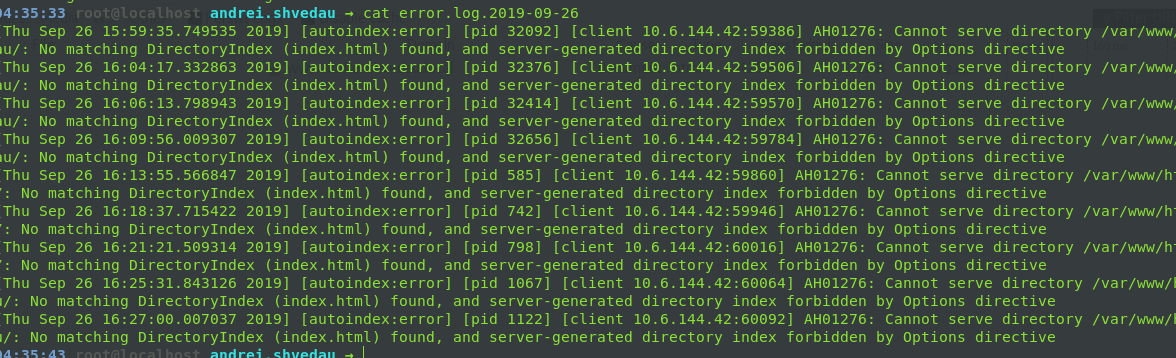 04:35:33 root@localhost andrei.shvedau → cat error.log.2019-09-26
[Thu Sep 26 15:59:35.749535 2019] [autoindex:error] [pid 32092] [client 10.6.144.42:59386] AH01276: Cannot serve directory /var/www/
au/: No matching DirectoryIndex (index.html) found, and server-generated directory index forbidden by Options directive
[Thu Sep 26 16:04:17.332863 2019] [autoindex:error] [pid 32376] [client 10.6.144.42:59506] AH01276: Cannot serve directory /var/www/
au/: No matching DirectoryIndex (index.html) found, and server-generated directory index forbidden by Options directive
[Thu Sep 26 16:06:13.798943 2019] [autoindex:error] [pid 32414] [client 10.6.144.42:59570] AH01276: Cannot serve directory /var/www/
au/: No matching DirectoryIndex (index.html) found, and server-generated directory index forbidden by Options directive
[Thu Sep 26 16:09:56.009307 2019] [autoindex:error] [pid 32656] [client 10.6.144.42:59784] AH01276: Cannot serve directory /var/www/
au/: No matching DirectoryIndex (index.html) found, and server-generated directory index forbidden by Options directive
[Thu Sep 26 16:13:55.566847 2019] [autoindex:error] [pid 585] [client 10.6.144.42:59860] AH01276: Cannot serve directory /var/www/ht
/: No matching DirectoryIndex (index.html) found, and server-generated directory index forbidden by Options directive
[Thu Sep 26 16:18:37.715422 2019] [autoindex:error] [pid 742] [client 10.6.144.42:59946] AH01276: Cannot serve directory /var/www/ht
/: No matching DirectoryIndex (index.html) found, and server-generated directory index forbidden by Options directive
[Thu Sep 26 16:21:21.509314 2019] [autoindex:error] [pid 798] [client 10.6.144.42:60016] AH01276: Cannot serve directory /var/www/ht
/: No matching DirectoryIndex (index.html) found, and server-generated directory index forbidden by Options directive
[Thu Sep 26 16:25:31.843126 2019] [autoindex:error] [pid 1067] [client 10.6.144.42:60064] AH01276: Cannot serve directory /var/www/h
u/: No matching DirectoryIndex (index.html) found, and server-generated directory index forbidden by Options directive
[Thu Sep 26 16:27:00.007037 2019] [autoindex:error] [pid 1122] [client 10.6.144.42:60092] AH01276: Cannot serve directory /var/www/h
u/: No matching DirectoryIndex (index.html) found, and server-generated directory index forbidden by Options directive
04:35:43 root@localhost andrei.shvedau →